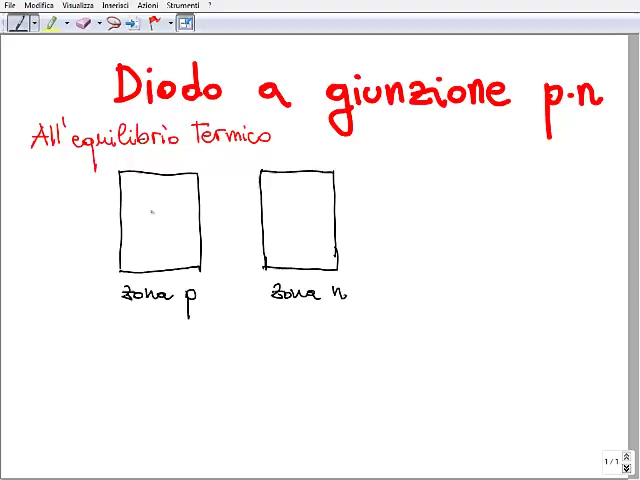 File Modifica Visualizza Inserisci Azioni Strumenti ?
Diodo a giunzione p-n
All'equilibrio Termico
zona p zona n
1 / 1